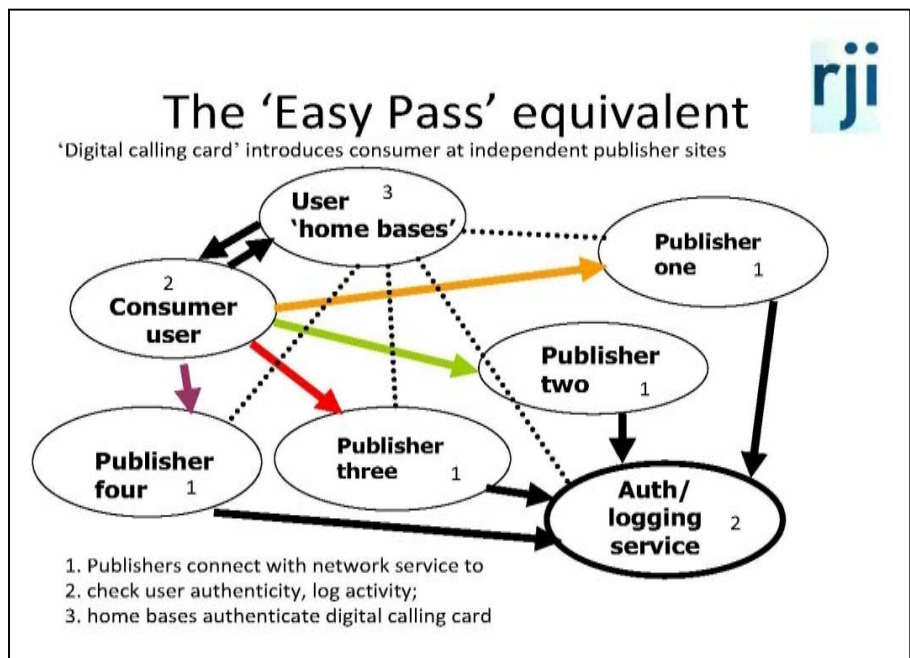 rji
The ‘Easy Pass’ equivalent
‘Digital calling card’ introduces consumer at independent publisher sites
User 3
‘home bases’
Publisher
one 1
2
Consumer
user
Publisher
two 1
Publisher
three 1
Publisher
four 1
Auth/
logging 2
service
1. Publishers connect with network service to
2. check user authenticity, log activity;
3. home bases authenticate digital calling card